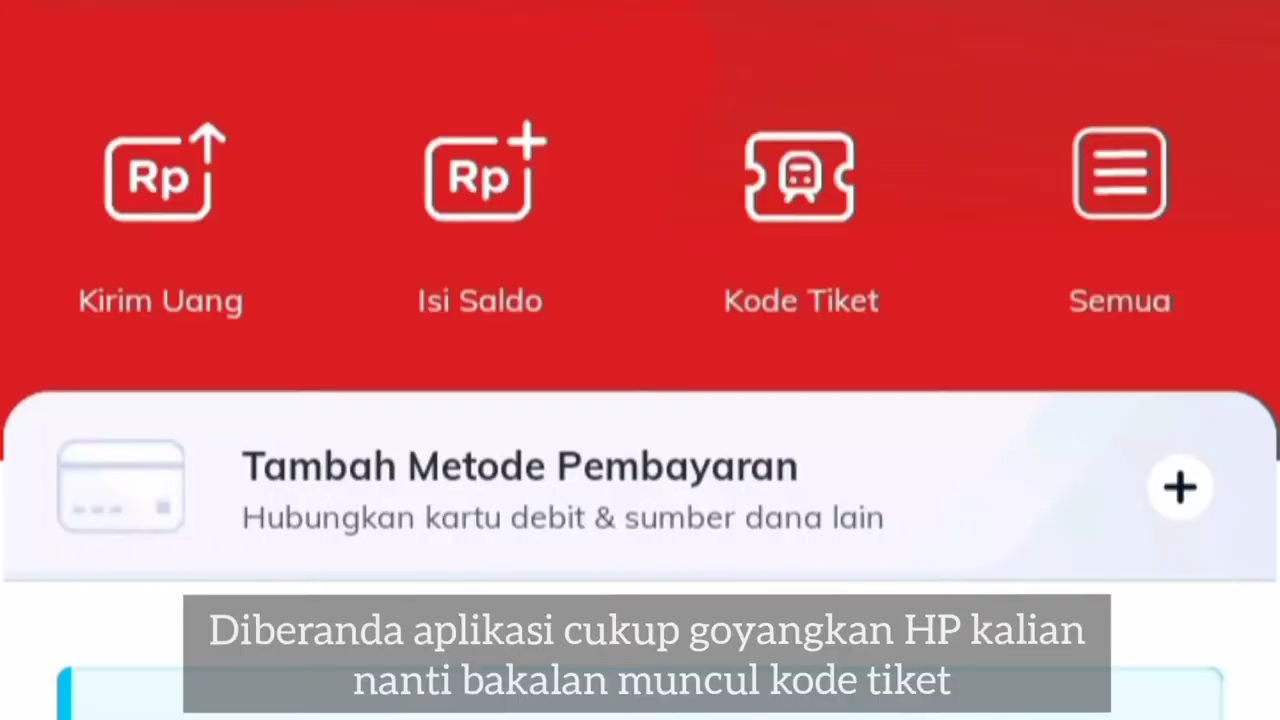 Rp
Rp
Kirim Uang
Isi Saldo
Kode Tiket
Semua
Tambah Metode Pembayaran
Hubungkan kartu debit & sumber dana lain
Diberanda aplikasi cukup goyangkan HP kalian
nanti bakalan muncul kode tiket